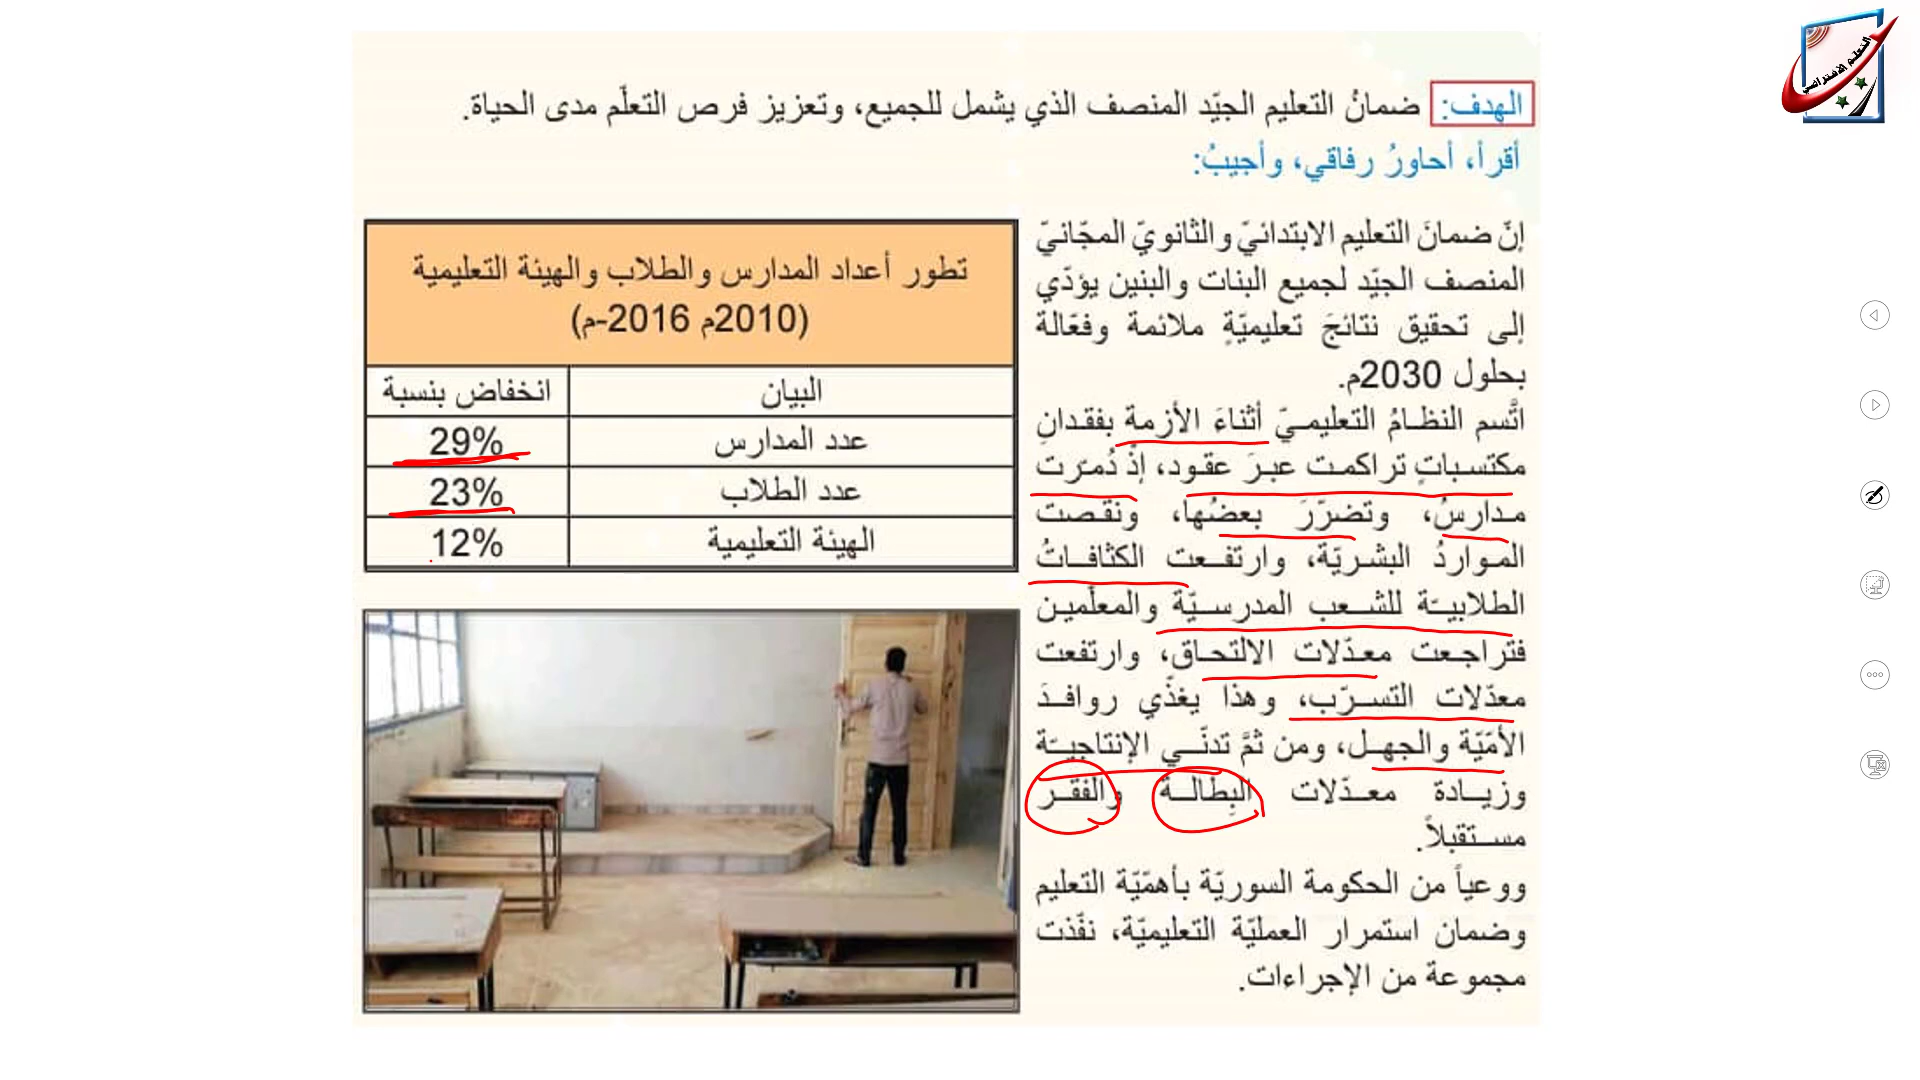 الهدف: ضمانُ التعليم الجيّد المنصف الذي يشمل للجميع، وتعزيز فرص التعلّم مدى الحياة.
أقرأ، أحاورُ رفاقي، وأجيبُ:
إنّ ضمانَ التعليم الابتدائيّ والثانويّ المجّانيّ
المنصف الجيّد لجميع البنات والبنين يؤدّي
إلى تحقيق نتائجَ تعليميّةٍ ملائمة وفعّالة
بحلول 2030م.
اتَّسم النظامُ التعليميّ أثناءَ الأزمة بفقدانِ
مكتسباتٍ تراكمت عبرَ عقود، إذْ دُمّرت
مدارسُ، وتضرّرَ بعضُها، ونقصت
المواردُ البشريّة، وارتفعت الكثافاتُ
الطلابيّة للشعب المدرسيّة والمعلّمين
فتراجعت معدّلات الالتحاق، وارتفعت
معدّلات التسرّب، وهذا يغذّي روافدَ
الأمّيّة والجهل، ومن ثمَّ تدنّي الإنتاجيّة
وزيادة معدّلات البِطالة والفقر
مستقبلاً.
ووعياً من الحكومة السوريّة بأهمّيّة التعليم
وضمان استمرار العمليّة التعليميّة، نفّذت
مجموعة من الإجراءات.
تطور أعداد المدارس والطلاب والهيئة التعليمية
(2010م 2016-م)
البيان انخفاض بنسبة
عدد المدارس 29%
عدد الطلاب 23%
الهيئة التعليمية 12%
التعليم الافتراضي